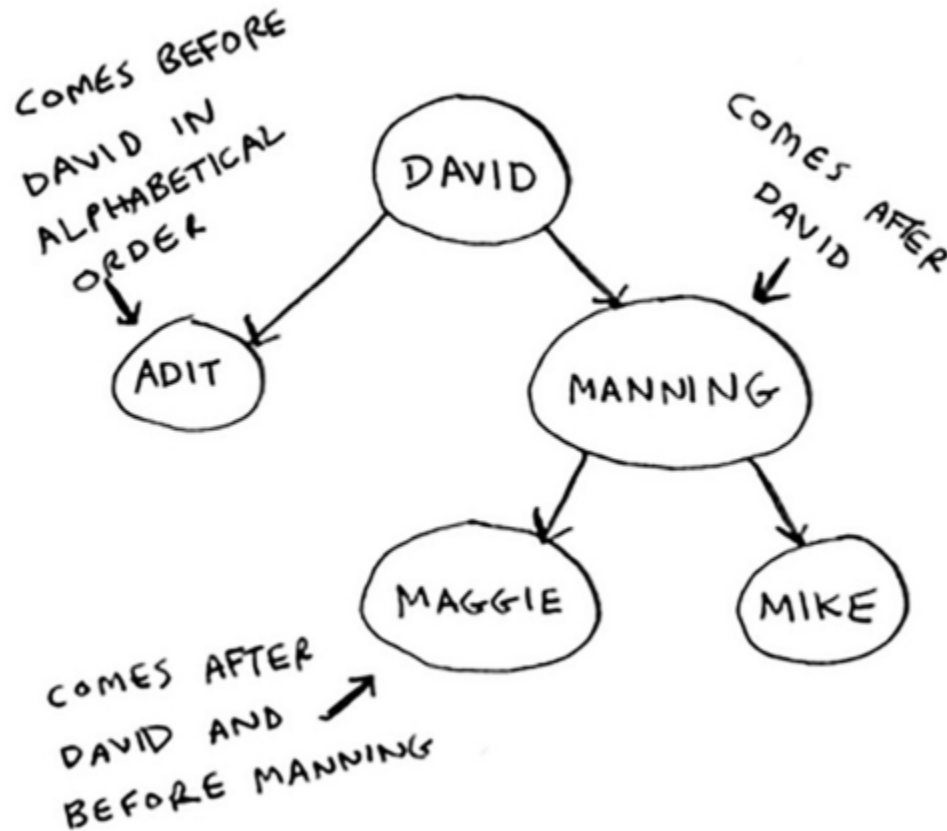 COMES BEFORE
DAVID IN
ALPHABETICAL
ORDER
DAVID
COMES AFTER
DAVID
ADIT
MANNING
MAGGIE
MIKE
COMES AFTER
DAVID AND
BEFORE MANNING